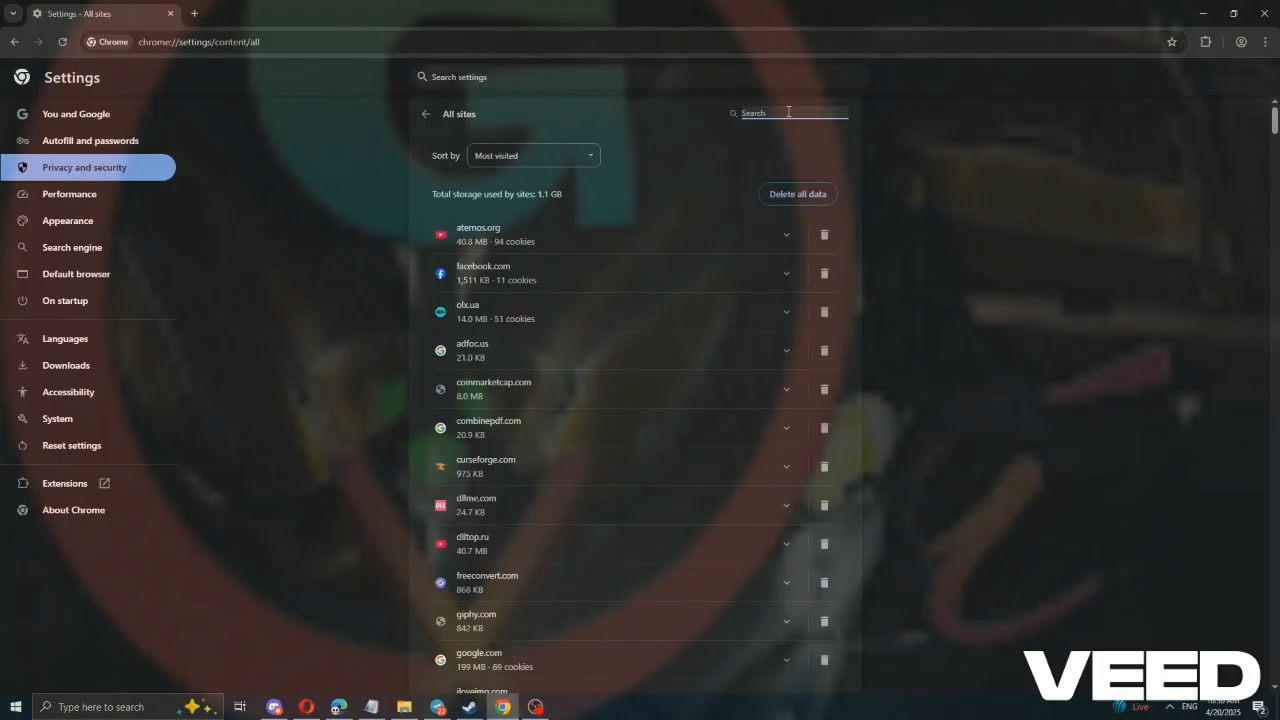 Settings - All sites
Chrome
chrome://settings/content/all
Settings
Search settings
You and Google
Autofill and passwords
Privacy and security
Performance
Appearance
Search engine
Default browser
On startup
Languages
Downloads
Accessibility
System
Reset settings
Extensions
About Chrome
All sites
Search
Sort by
Most visited
Total storage used by sites: 1.1 GB
Delete all data
aternos.org
40.8 MB · 94 cookies
facebook.com
1,511 KB · 11 cookies
olx.ua
14.0 MB · 51 cookies
adfoc.us
21.0 KB
coinmarketcap.com
8.0 MB
combinepdf.com
20.9 KB
curseforge.com
975 KB
dllme.com
24.7 KB
dlltop.ru
40.7 MB
freeconvert.com
868 KB
giphy.com
842 KB
google.com
199 MB · 69 cookies
iloveimg.com
VEED
Type here to search
Live
ENG
4/20/2025